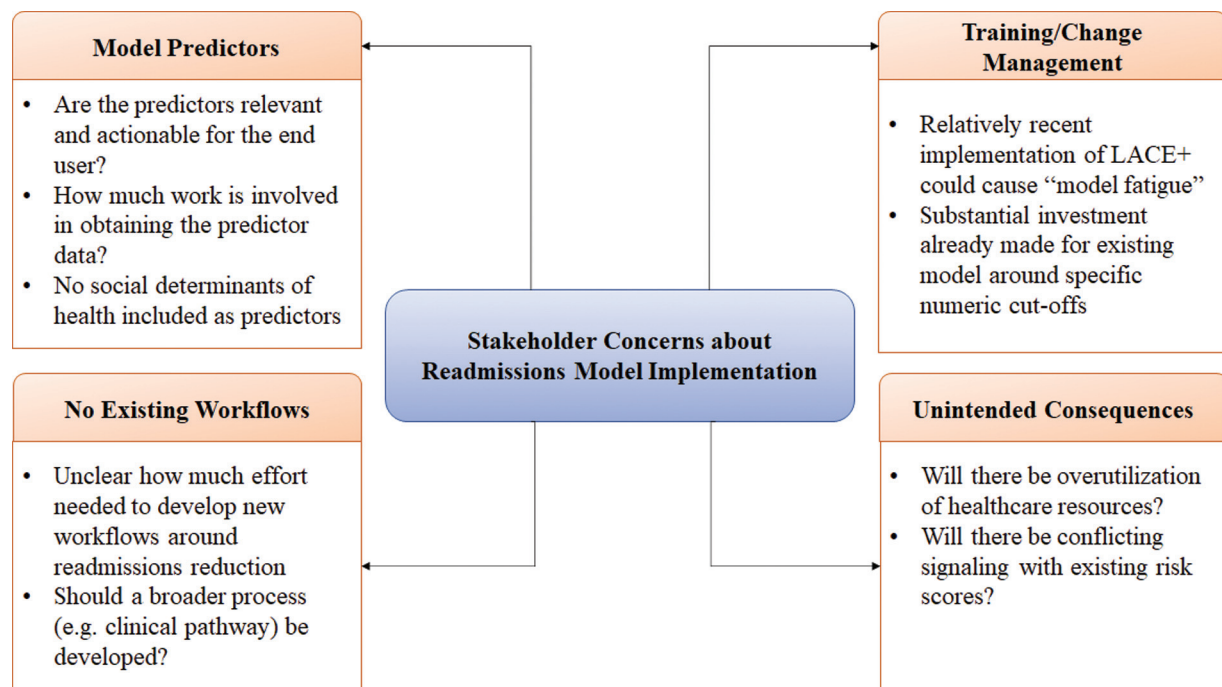 Model Predictors
• Are the predictors relevant
and actionable for the end
user?
• How much work is involved
in obtaining the predictor
data?
• No social determinants of
health included as predictors
Training/Change
Management
• Relatively recent
implementation of LACE+
could cause “model fatigue”
• Substantial investment
already made for existing
model around specific
numeric cut-offs
Stakeholder Concerns about
Readmissions Model Implementation
No Existing Workflows
• Unclear how much effort
needed to develop new
workflows around
readmissions reduction
• Should a broader process
(e.g. clinical pathway) be
developed?
Unintended Consequences
• Will there be overutilization
of healthcare resources?
• Will there be conflicting
signaling with existing risk
scores?